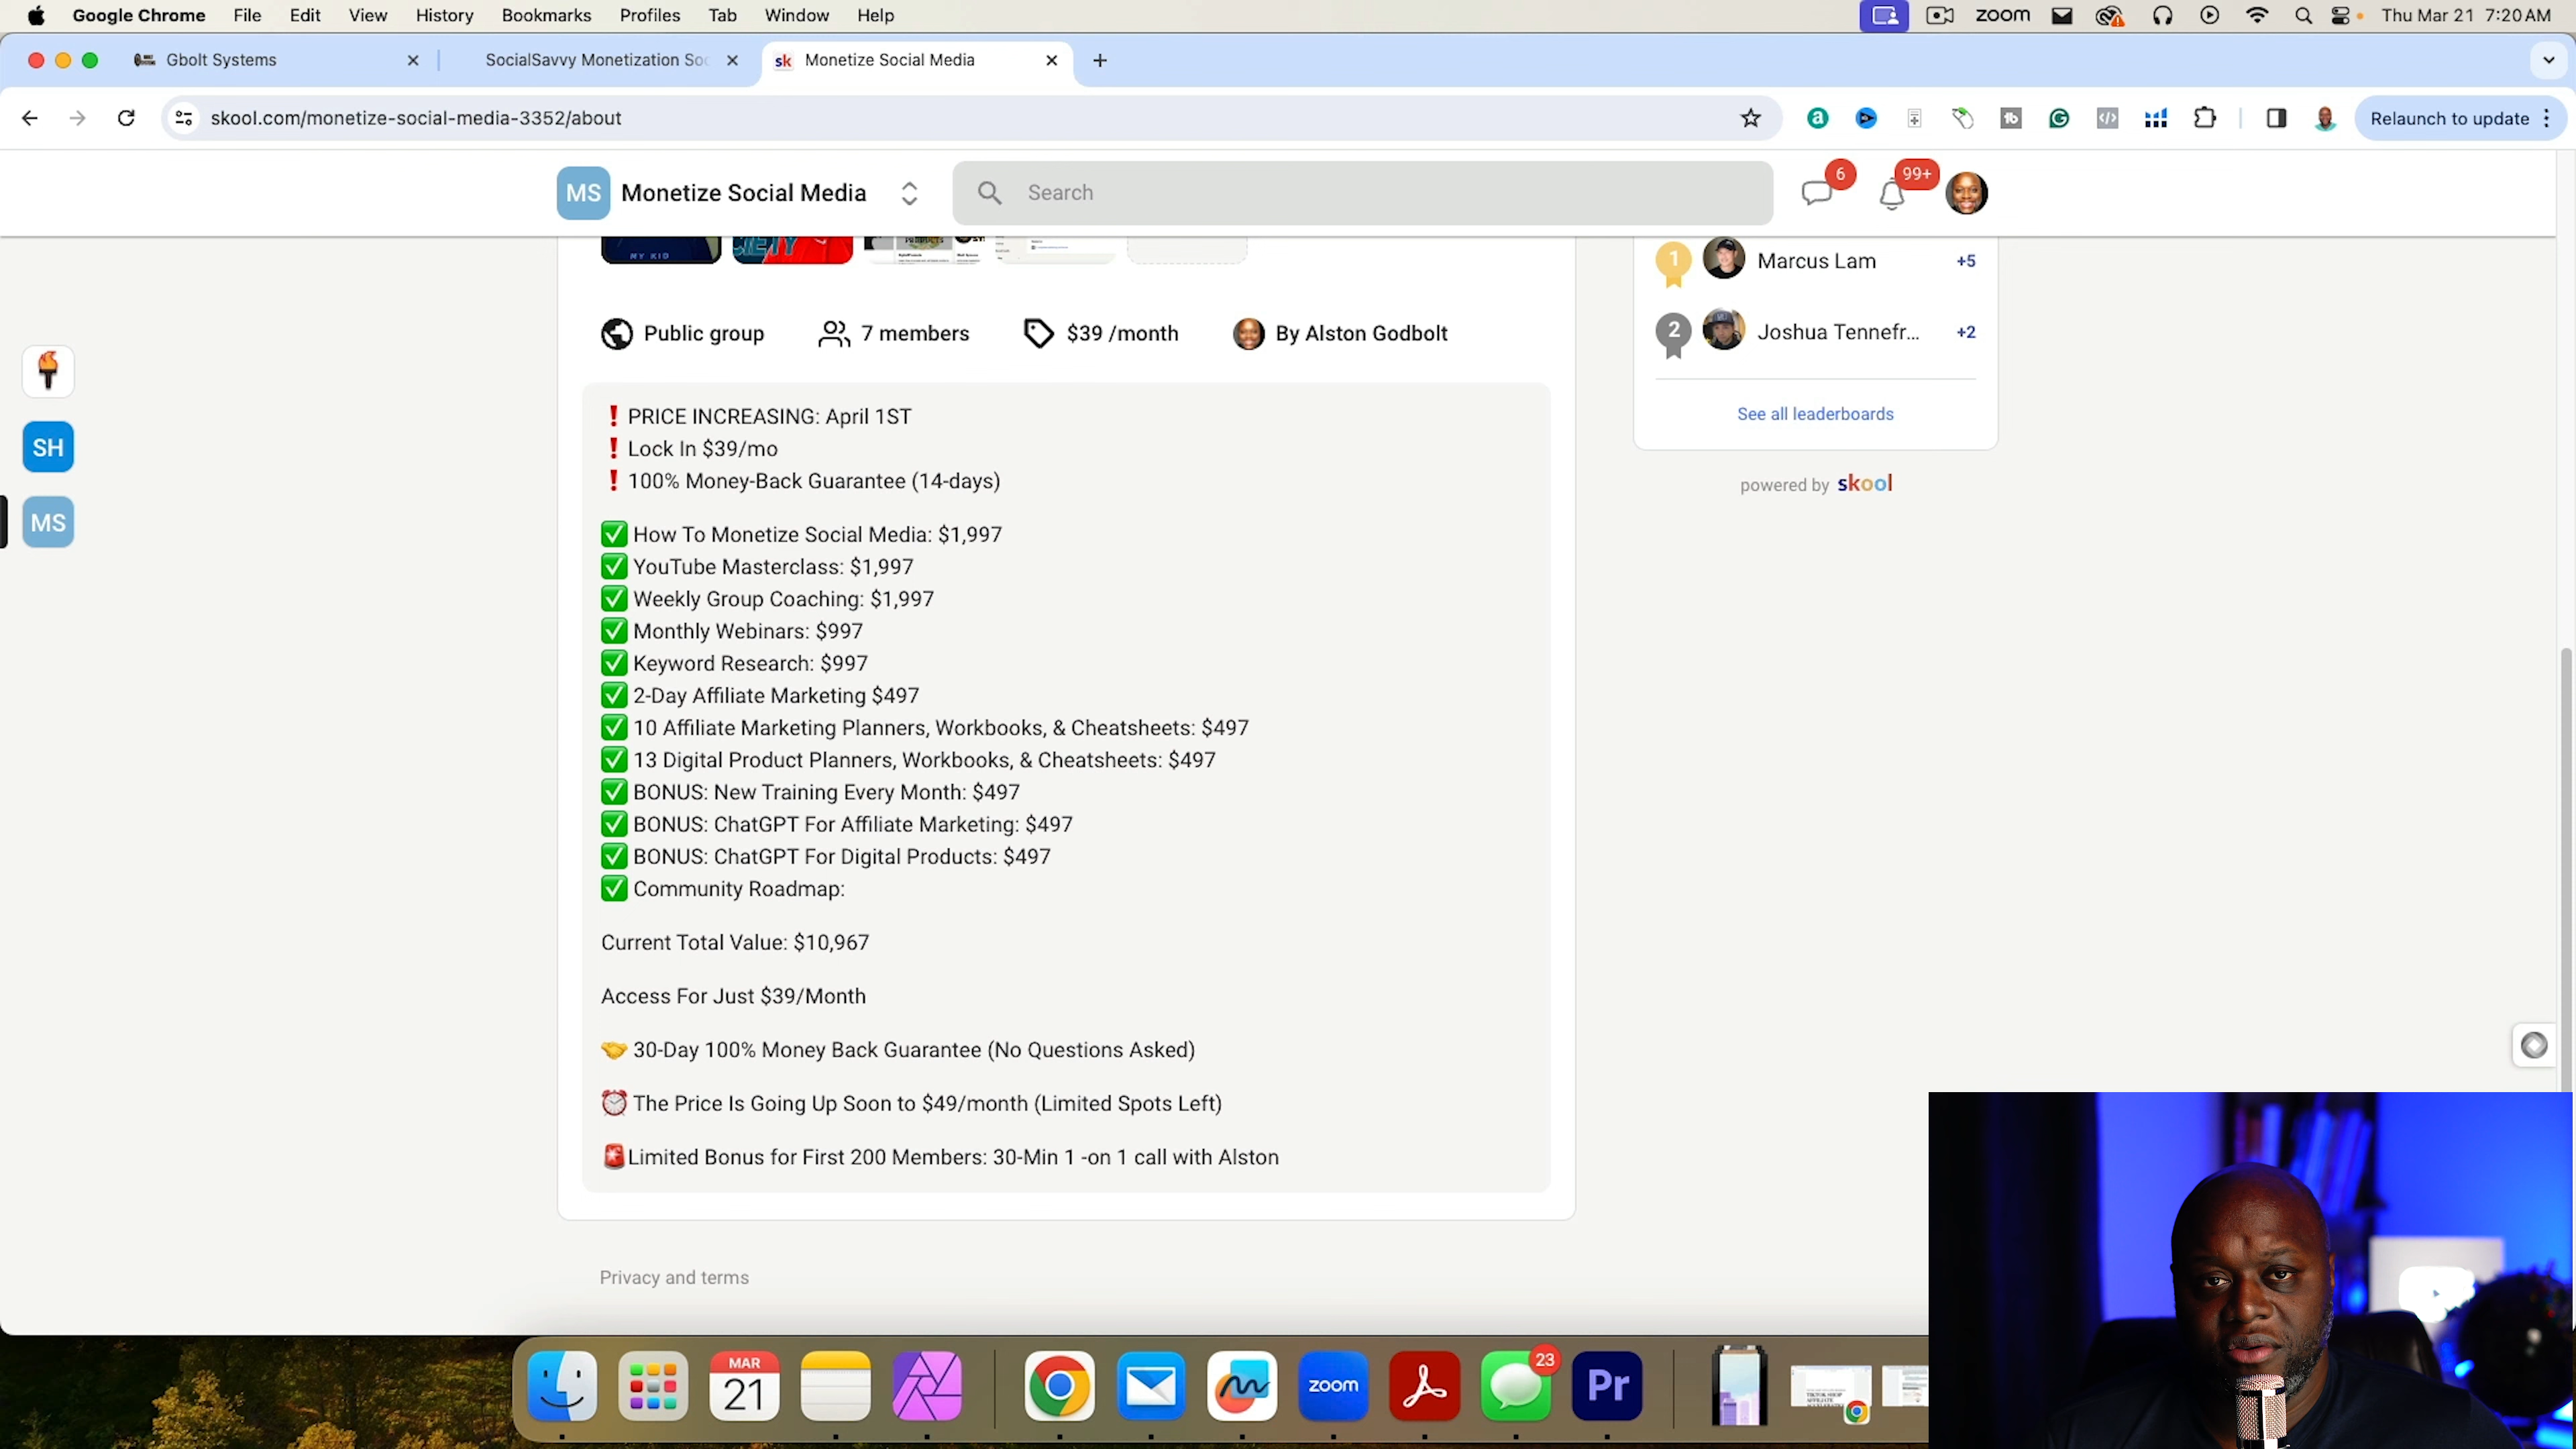 Google Chrome File Edit View History Bookmarks Profiles Tab Window Help zoom Thu Mar 21 7:20 AM
Gbolt Systems SocialSavvy Monetization So Monetize Social Media
skool.com/monetize-social-media-3352/about Relaunch to update
MS Monetize Social Media Search 6 99+
MY KID
1 Marcus Lam +5
Public group 7 members $39 /month By Alston Godbolt
2 Joshua Tennefr... +2
See all leaderboards
powered by skool
SH
MS
❗PRICE INCREASING: April 1ST
❗Lock In $39/mo
❗100% Money-Back Guarantee (14-days)
✅ How To Monetize Social Media: $1,997
✅ YouTube Masterclass: $1,997
✅ Weekly Group Coaching: $1,997
✅ Monthly Webinars: $997
✅ Keyword Research: $997
✅ 2-Day Affiliate Marketing $497
✅ 10 Affiliate Marketing Planners, Workbooks, & Cheatsheets: $497
✅ 13 Digital Product Planners, Workbooks, & Cheatsheets: $497
✅ BONUS: New Training Every Month: $497
✅ BONUS: ChatGPT For Affiliate Marketing: $497
✅ BONUS: ChatGPT For Digital Products: $497
✅ Community Roadmap:
Current Total Value: $10,967
Access For Just $39/Month
🤝 30-Day 100% Money Back Guarantee (No Questions Asked)
⏰ The Price Is Going Up Soon to $49/month (Limited Spots Left)
🚨Limited Bonus for First 200 Members: 30-Min 1 -on 1 call with Alston
Privacy and terms
MAR
21
zoom
23
Pr